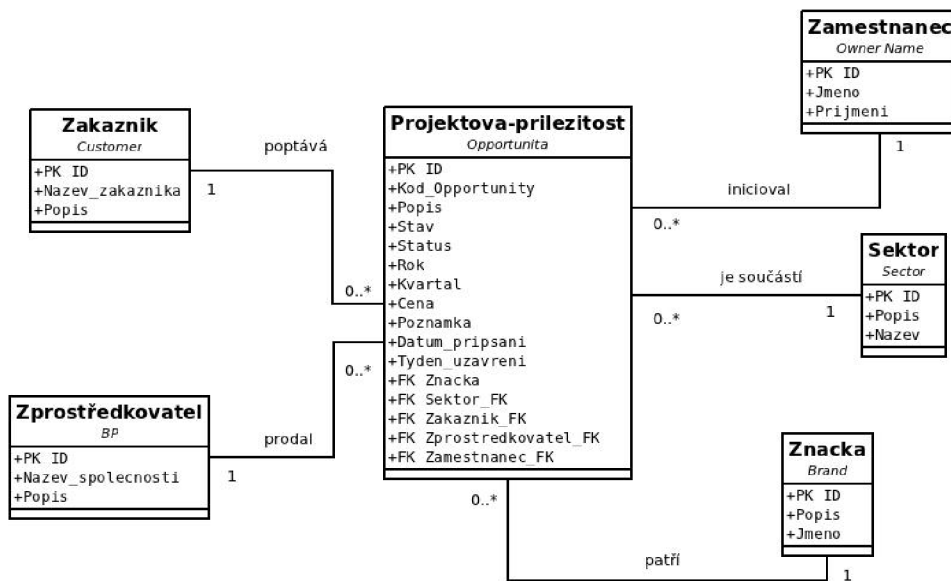 Zamestnanec
Owner Name
+PK ID
+Jmeno
+Prijmeni
1
Zakaznik
Customer
+PK ID
+Nazev_zakaznika
+Popis
poptává
1
0..*
Projektova-prilezitost
Opportunita
+PK ID
+Kod_Opportunity
+Popis
+Stav
+Status
+Rok
+Kvartal
+Cena
+Poznamka
+Datum_pripsani
+Tyden_uzavreni
+FK Znacka
+FK Sektor_FK
+FK Zakaznik_FK
+FK Zprostredkovatel_FK
+FK Zamestnanec_FK
inicioval
0..*
Sektor
Sector
+PK ID
+Popis
+Nazev
je součástí
0..*
1
Zprostředkovatel
BP
+PK ID
+Nazev_spolecnosti
+Popis
prodal
0..*
1
Znacka
Brand
+PK ID
+Popis
+Jmeno
0..*
patří
1